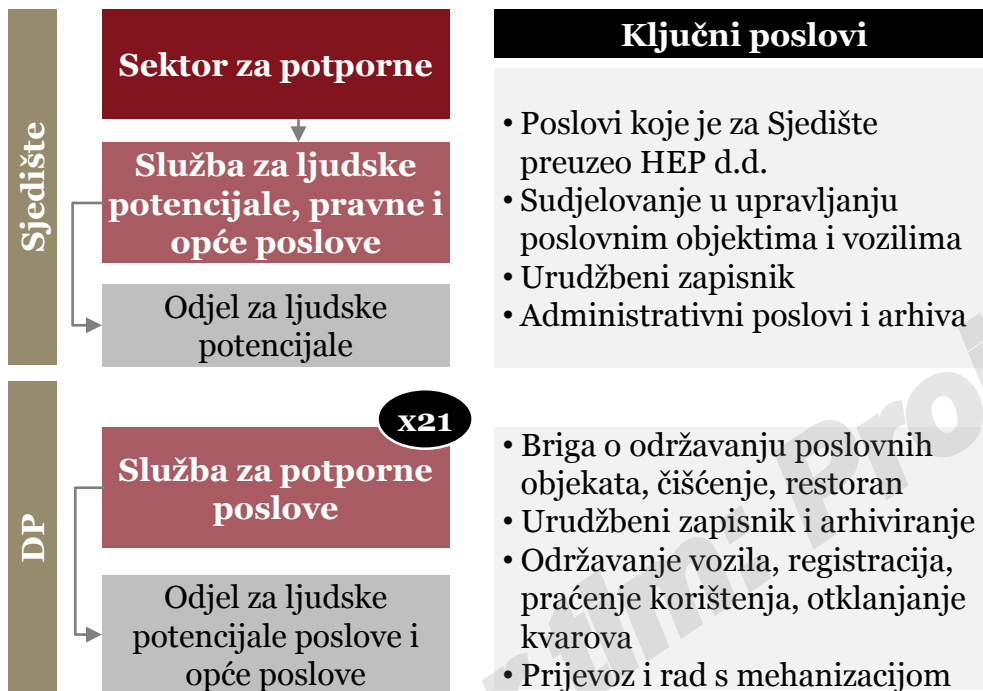 Sjedište
Sektor za potporne
Služba za ljudske
potencijale, pravne i
opće poslove
Odjel za ljudske
potencijale
Ključni poslovi
• Poslovi koje je za Sjedište
preuzeo HEP d.d.
• Sudjelovanje u upravljanju
poslovnim objektima i vozilima
• Urudžbeni zapisnik
• Administrativni poslovi i arhiva
DP
x21
Služba za potporne
poslove
Odjel za ljudske
potencijale poslove i
opće poslove
• Briga o održavanju poslovnih
objekata, čišćenje, restoran
• Urudžbeni zapisnik i arhiviranje
• Održavanje vozila, registracija,
praćenje korištenja, otklanjanje
kvarova
• Prijevoz i rad s mehanizacijom